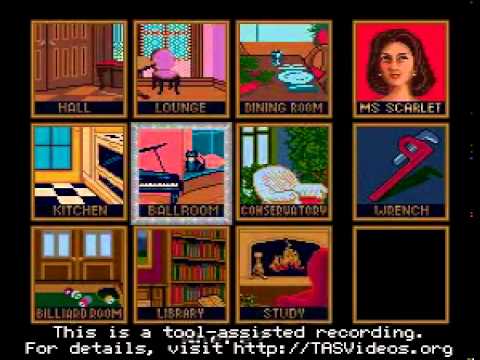 HALL
LOUNGE
DINING ROOM
MS SCARLET
KITCHEN
BALLROOM
CONSERVATORY
WRENCH
BILLIARD ROOM
LIBRARY
STUDY
This is a tool-assisted recording.
For details, visit http://TASVideos.org